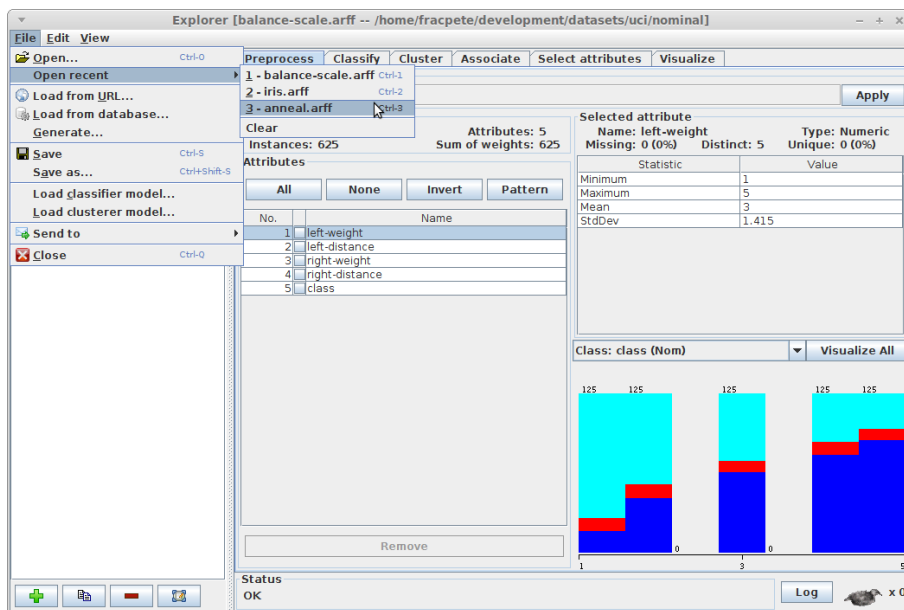 Explorer [balance-scale.arff -- /home/fracpete/development/datasets/uci/nominal]
File Edit View
Open... Ctrl-O
Open recent
Load from URL...
Load from database...
Generate...
Save Ctrl-S
Save as... Ctrl+Shift-S
Load classifier model...
Load clusterer model...
Send to
Close Ctrl-Q
1 - balance-scale.arff Ctrl-1
2 - iris.arff Ctrl-2
3 - anneal.arff Ctrl-3
Clear
Preprocess Classify Cluster Associate Select attributes Visualize
Apply
Attributes: 5
Instances: 625 Sum of weights: 625
Attributes
All None Invert Pattern
No. Name
1 left-weight
2 left-distance
3 right-weight
4 right-distance
5 class
Remove
Selected attribute
Name: left-weight Type: Numeric
Missing: 0 (0%) Distinct: 5 Unique: 0 (0%)
Statistic Value
Minimum 1
Maximum 5
Mean 3
StdDev 1.415
Class: class (Nom) Visualize All
125 125 125 125 125
0 0
1 3 5
Status
OK
Log x 0